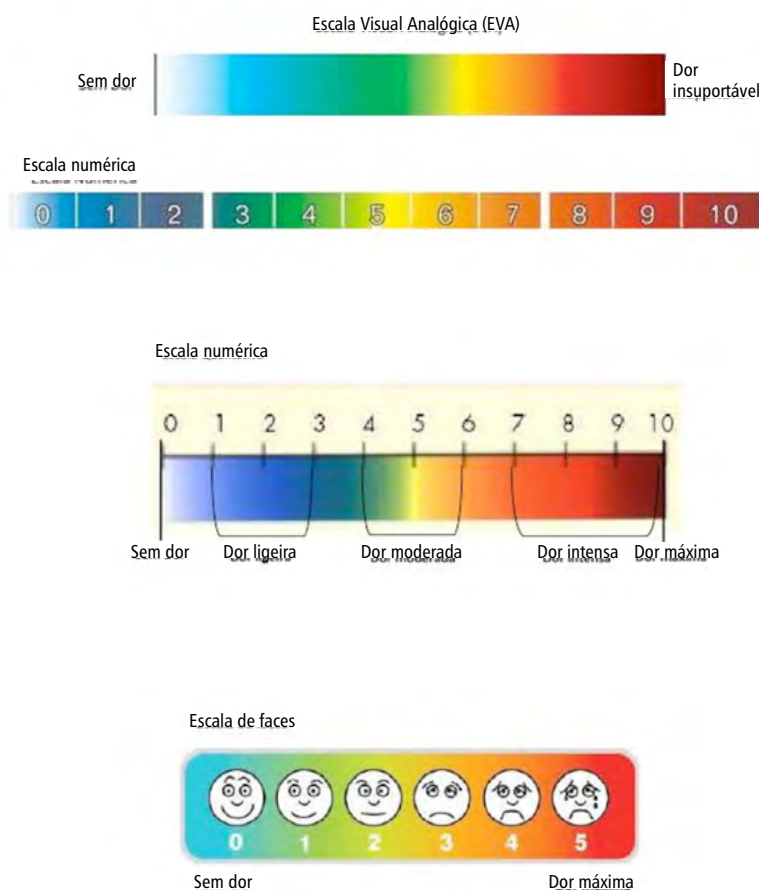 Escala Visual Analógica (EVA)
Sem dor
Dor
insuportável
Escala numérica
Escala Numérica
0 1 2 3 4 5 6 7 8 9 10
Escala numérica
0 1 2 3 4 5 6 7 8 9 10
Sem dor Dor ligeira Dor moderada Dor intensa Dor máxima
Escala de faces
0 1 2 3 4 5
Sem dor Dor máxima